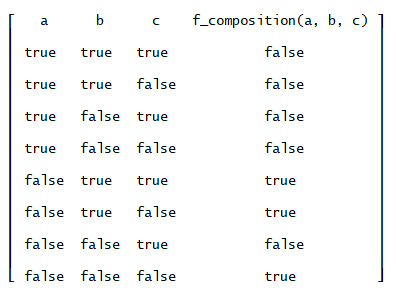 a b c f_composition(a, b, c)
true true true false
true true false false
true false true false
true false false false
false true true true
false true false true
false false true false
false false false true